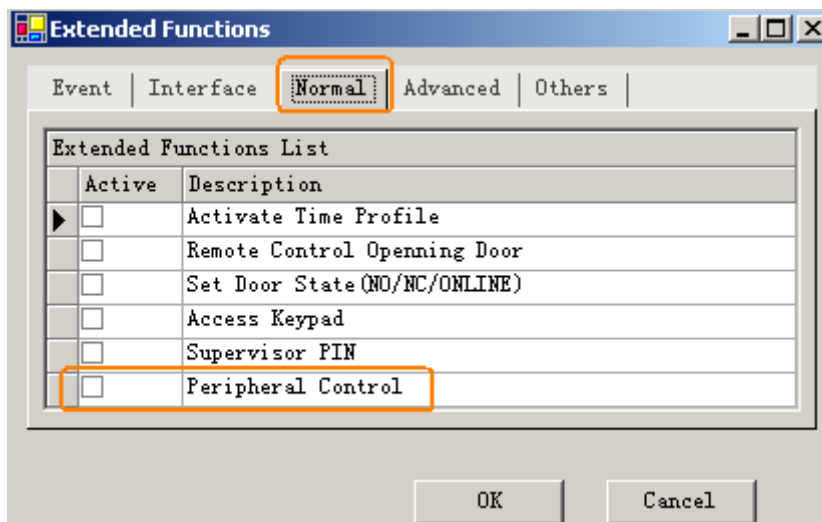 Extended Functions
Event Interface Normal Advanced Others
Extended Functions List
Active Description
Activate Time Profile
Remote Control Openning Door
Set Door State(NO/NC/ONLINE)
Access Keypad
Supervisor PIN
Peripheral Control
OK Cancel